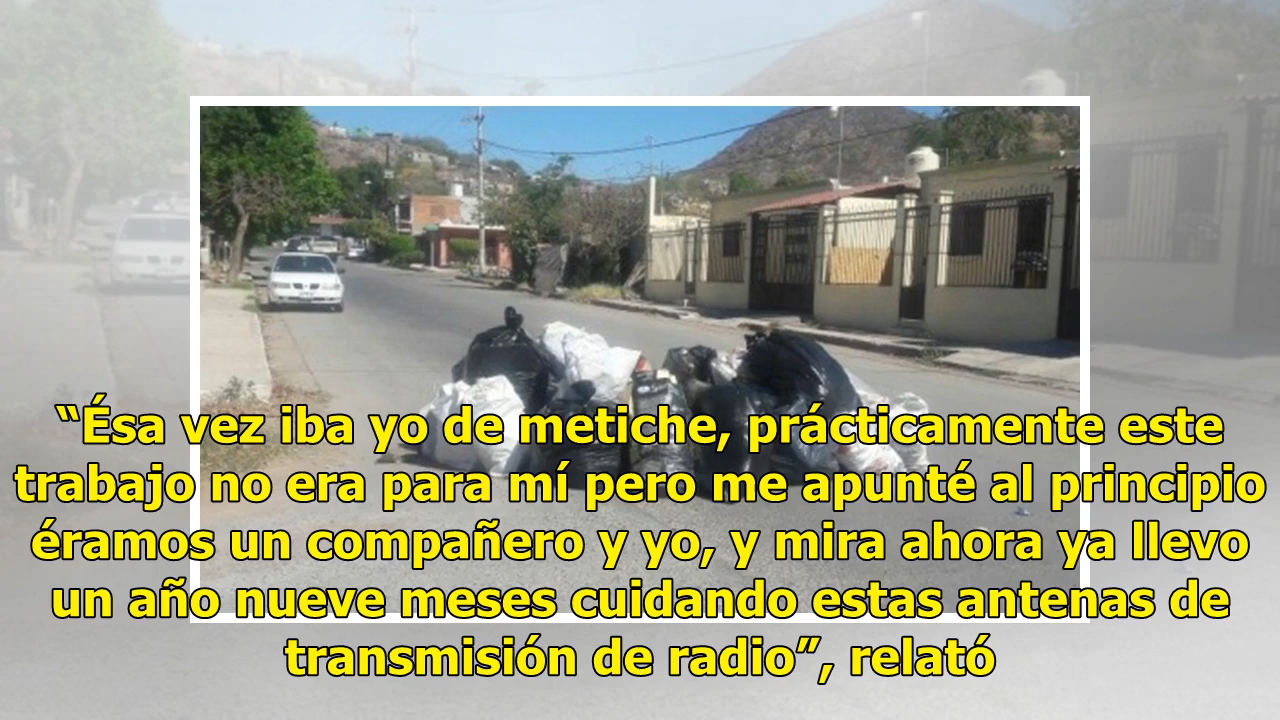 “Ésa vez iba yo de metiche, prácticamente este
trabajo no era para mí pero me apunté al principio
éramos un compañero y yo, y mira ahora ya llevo
un año nueve meses cuidando estas antenas de
transmisión de radio”, relató